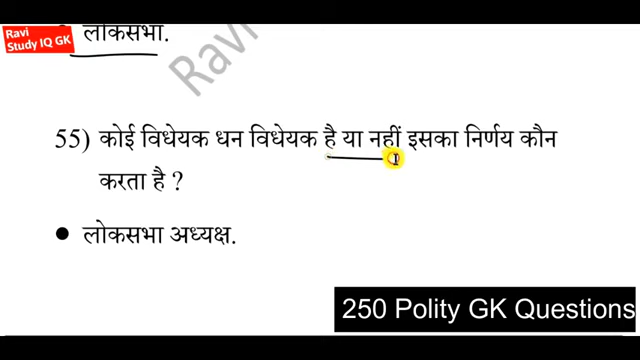 Ravi
Study IQ GK
लोकसभा.
Ravi
55) कोई विधेयक धन विधेयक है या नहीं इसका निर्णय कौन
करता है ?
● लोकसभा अध्यक्ष.
250 Polity GK Questions